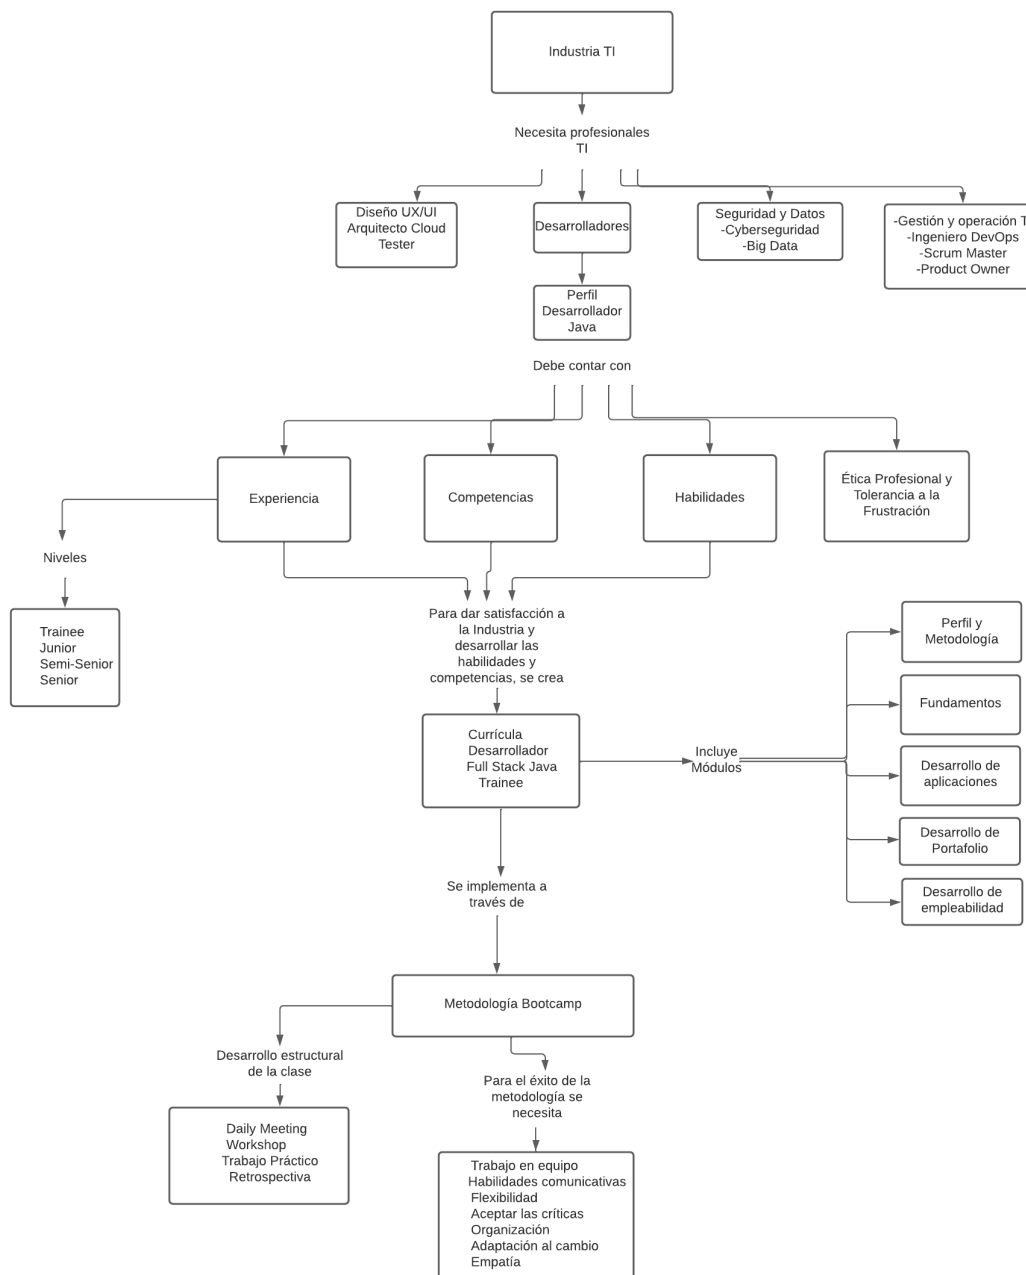 Industria TI
Necesita profesionales
TI
Diseño UX/UI
Arquitecto Cloud
Tester
Desarrolladores
Seguridad y Datos
-Cyberseguridad
-Big Data
-Gestión y operación T
-Ingeniero DevOps
-Scrum Master
-Product Owner
Perfil
Desarrollador
Java
Debe contar con
Experiencia
Competencias
Habilidades
Ética Profesional y
Tolerancia a la
Frustración
Niveles
Trainee
Junior
Semi-Senior
Senior
Para dar satisfacción a
la Industria y
desarrollar las
habilidades y
competencias, se crea
Currícula
Desarrollador
Full Stack Java
Trainee
Incluye
Módulos
Perfil y
Metodología
Fundamentos
Desarrollo de
aplicaciones
Desarrollo de
Portafolio
Desarrollo de
empleabilidad
Se implementa a
través de
Metodología Bootcamp
Desarrollo estructural
de la clase
Daily Meeting
Workshop
Trabajo Práctico
Retrospectiva
Para el éxito de la
metodología se
necesita
Trabajo en equipo
Habilidades comunicativas
Flexibilidad
Aceptar las críticas
Organización
Adaptación al cambio
Empatía